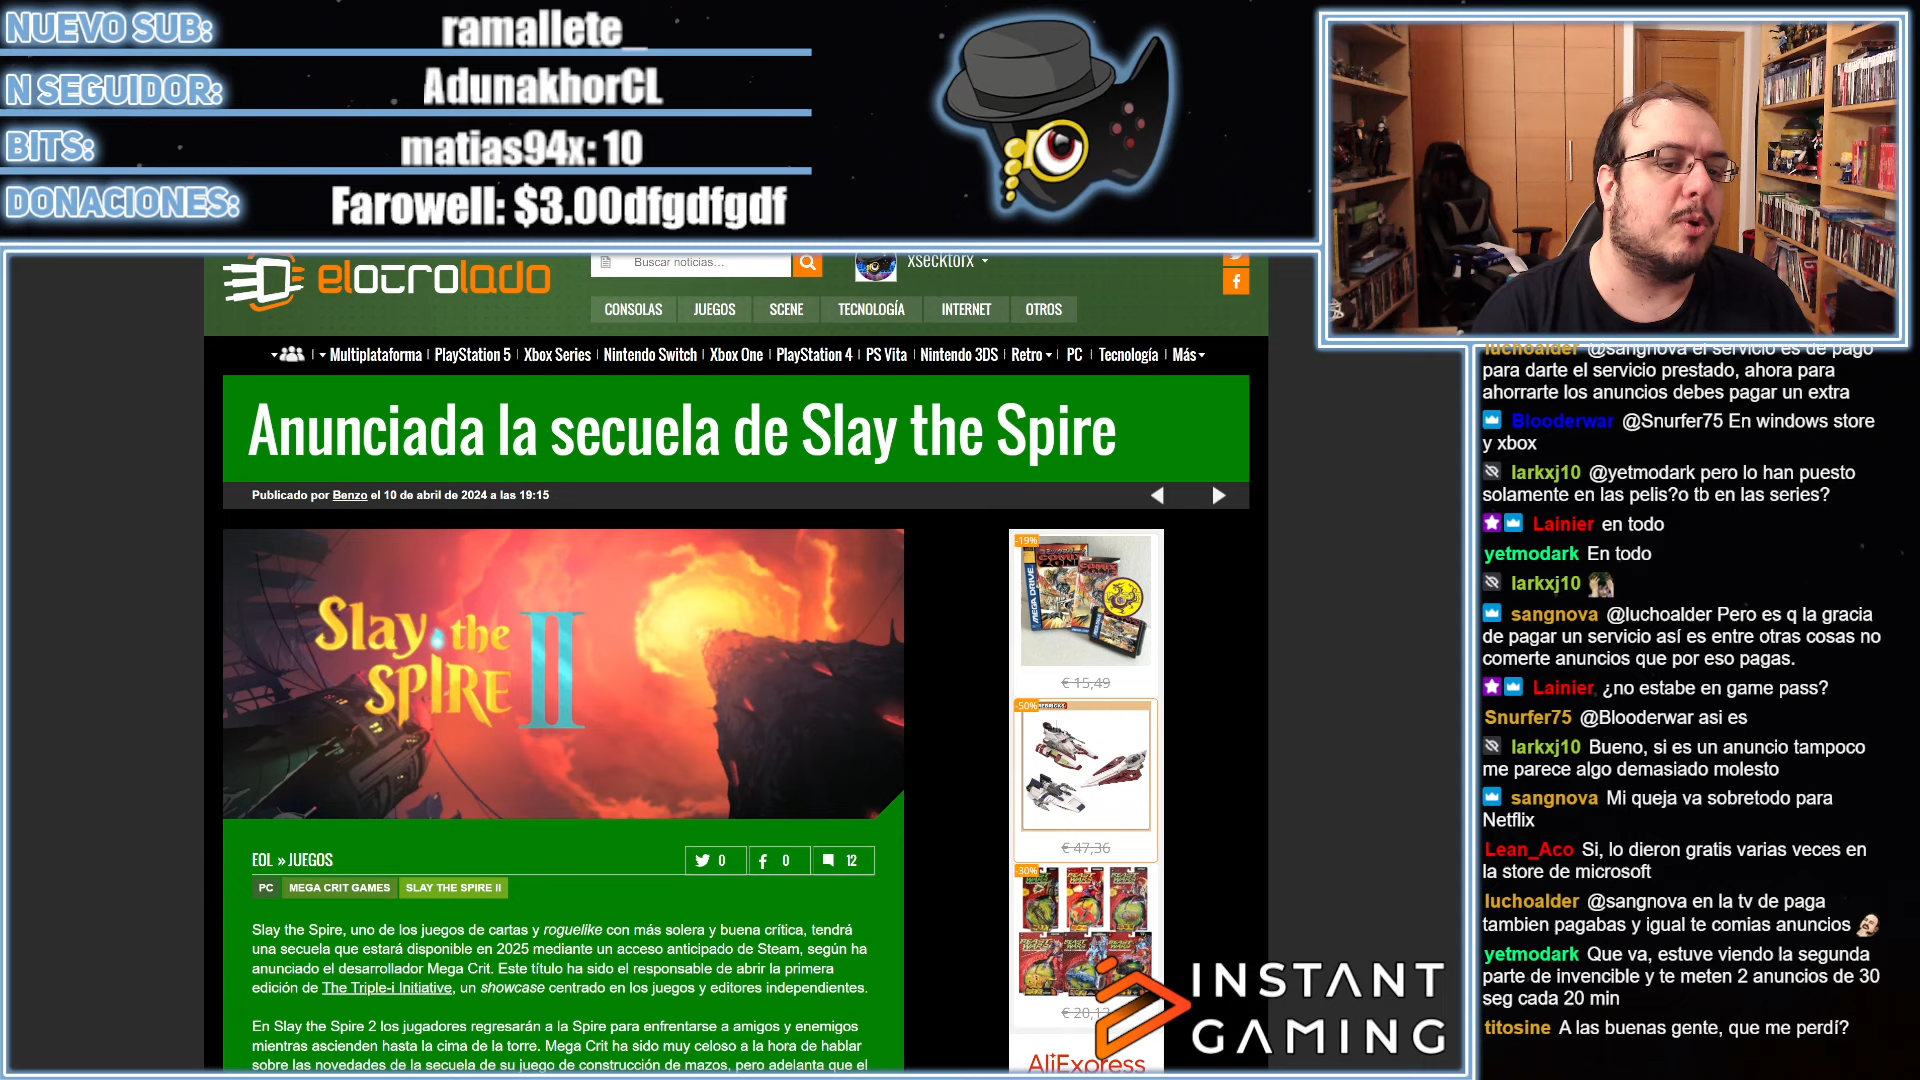 NUEVO SUB: ramallete_
N SEGUIDOR: AdunakhorCL
BITS: matias94x: 10
DONACIONES: Farowell: $3.00dfgdfgdf
elotrolado
Buscar noticias...
xsecktorx
CONSOLAS JUEGOS SCENE TECNOLOGÍA INTERNET OTROS
Multiplataforma | PlayStation 5 | Xbox Series | Nintendo Switch | Xbox One | PlayStation 4 | PS Vita | Nintendo 3DS | Retro | PC | Tecnología | Más
Anunciada la secuela de Slay the Spire
Publicado por Benzo el 10 de abril de 2024 a las 19:15
Slay the
SPIRE II
EOL » JUEGOS
0 0 12
PC MEGA CRIT GAMES SLAY THE SPIRE II
Slay the Spire, uno de los juegos de cartas y roguelike con más solera y buena crítica, tendrá
una secuela que estará disponible en 2025 mediante un acceso anticipado de Steam, según ha
anunciado el desarrollador Mega Crit. Este título ha sido el responsable de abrir la primera
edición de The Triple-i Initiative, un showcase centrado en los juegos y editores independientes.
En Slay the Spire 2 los jugadores regresarán a la Spire para enfrentarse a amigos y enemigos
mientras ascienden hasta la cima de la torre. Mega Crit ha sido muy celoso a la hora de hablar
sobre las novedades de la secuela de su juego de construcción de mazos, pero adelanta que el
-19%
COMIX
ZONE
MEGA DRIVE
€ 15,49
-50%
€ 47,36
-30%
BEAST WARS
€ 20,12
AliExpress
INSTANT
GAMING
luchoalder @sangnova el servicio es de pago
para darte el servicio prestado, ahora para
ahorrarte los anuncios debes pagar un extra
Blooderwar @Snurfer75 En windows store
y xbox
larkxj10 @yetmodark pero lo han puesto
solamente en las pelis?o tb en las series?
Lainier en todo
yetmodark En todo
larkxj10
sangnova @luchoalder Pero es q la gracia
de pagar un servicio así es entre otras cosas no
comerte anuncios que por eso pagas.
Lainier ¿no estabe en game pass?
Snurfer75 @Blooderwar asi es
larkxj10 Bueno, si es un anuncio tampoco
me parece algo demasiado molesto
sangnova Mi queja va sobretodo para
Netflix
Lean_Aco Si, lo dieron gratis varias veces en
la store de microsoft
luchoalder @sangnova en la tv de paga
tambien pagabas y igual te comias anuncios
yetmodark Que va, estuve viendo la segunda
parte de invencible y te meten 2 anuncios de 30
seg cada 20 min
titosine A las buenas gente, que me perdí?